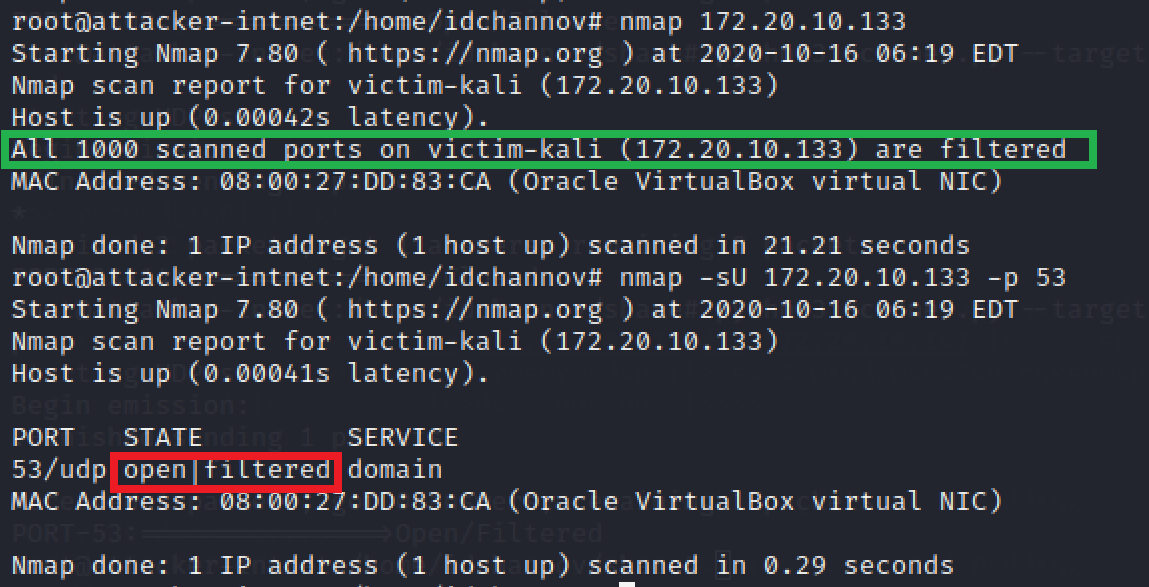 root@attacker-intnet:/home/idchannov# nmap 172.20.10.133
Starting Nmap 7.80 ( https://nmap.org ) at 2020-10-16 06:19 EDT
Nmap scan report for victim-kali (172.20.10.133)
Host is up (0.00042s latency).
All 1000 scanned ports on victim-kali (172.20.10.133) are filtered
MAC Address: 08:00:27:DD:83:CA (Oracle VirtualBox virtual NIC)
Nmap done: 1 IP address (1 host up) scanned in 21.21 seconds
root@attacker-intnet:/home/idchannov# nmap -sU 172.20.10.133 -p 53
Starting Nmap 7.80 ( https://nmap.org ) at 2020-10-16 06:19 EDT
Nmap scan report for victim-kali (172.20.10.133)
Host is up (0.00041s latency).
Begin emission:
PORT STATE SERVICE
53/udp open|filtered domain
MAC Address: 08:00:27:DD:83:CA (Oracle VirtualBox virtual NIC)
PORT-53:===============>Open/Filtered
Nmap done: 1 IP address (1 host up) scanned in 0.29 seconds